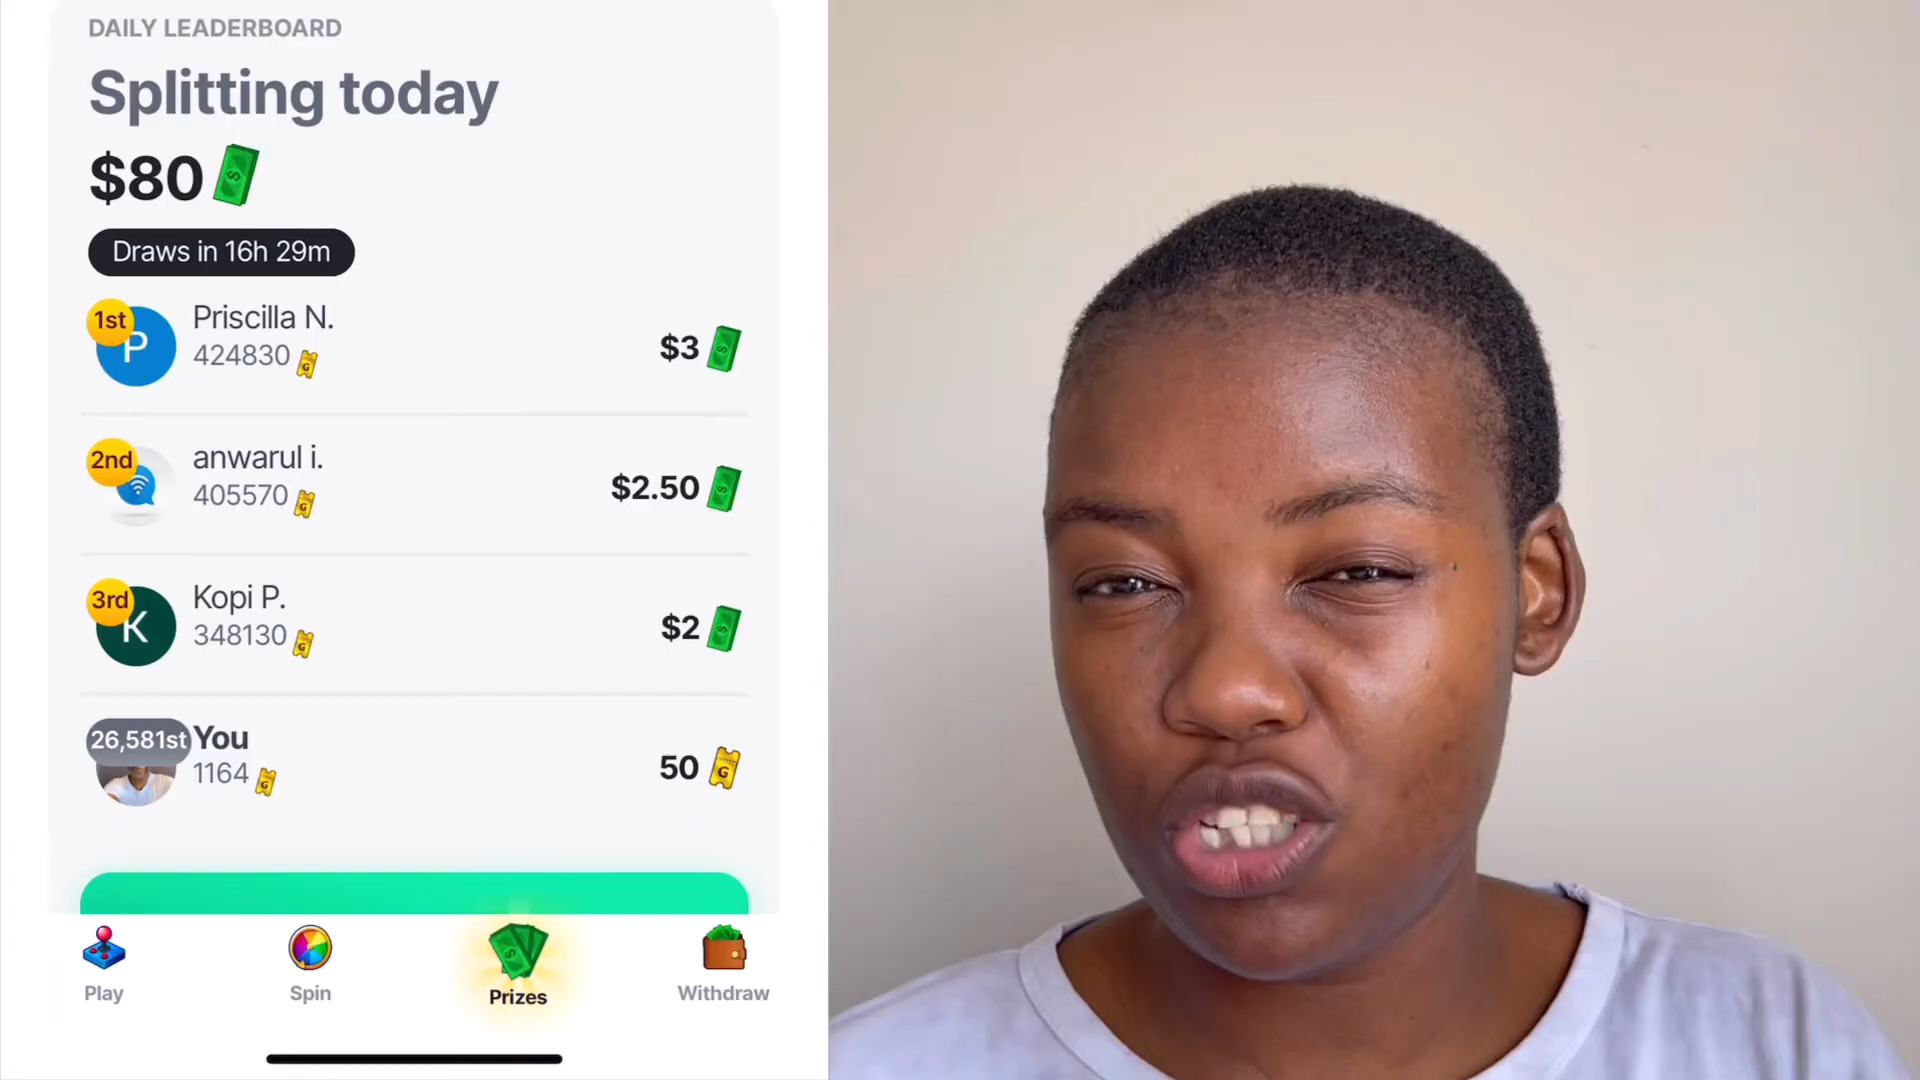 DAILY LEADERBOARD
Splitting today
$80
Draws in 16h 29m
1st
P
Priscilla N.
424830
$3
2nd
anwarul i.
405570
$2.50
3rd
K
Kopi P.
348130
$2
26,581st
You
1164
50
Play
Spin
Prizes
Withdraw